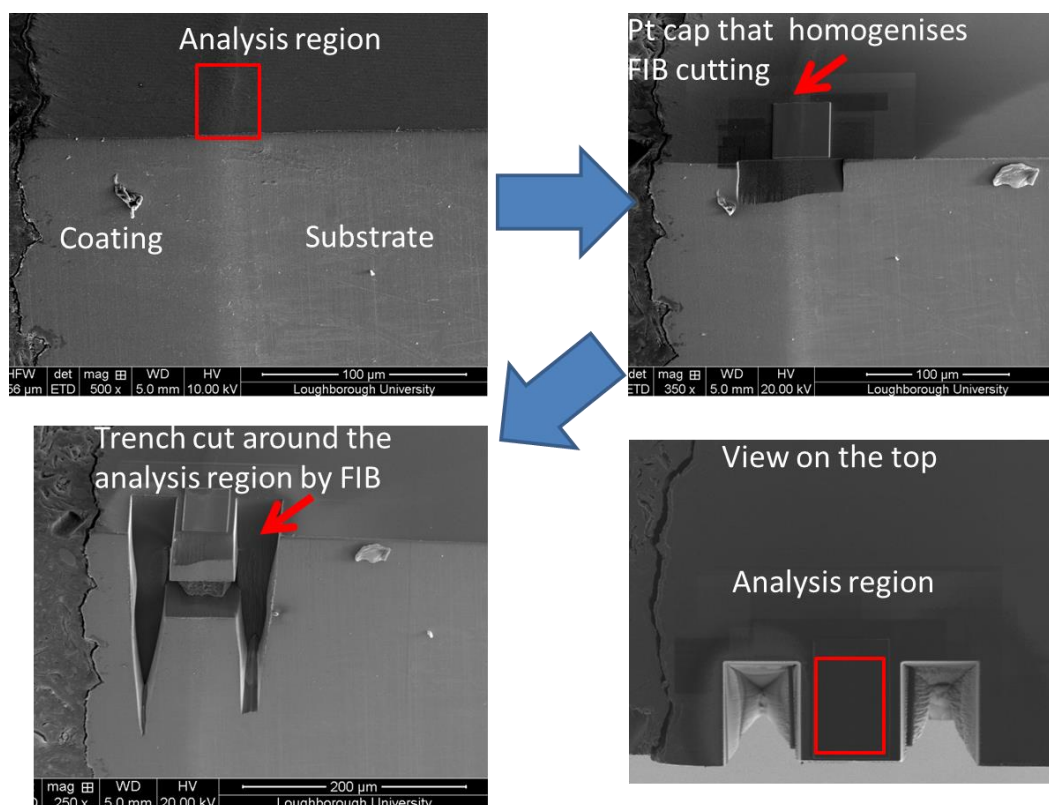 Analysis region
Coating
Substrate
HFW det mag ⊞ WD HV 100 µm
56 µm ETD 500 x 5.0 mm 10.00 kV Loughborough University
Pt cap that homogenises
FIB cutting
det mag ⊞ WD HV 100 µm
ETD 350 x 5.0 mm 20.00 kV Loughborough University
Trench cut around the
analysis region by FIB
mag ⊞ WD HV 200 µm
250 x 5.0 mm 20.00 kV Loughborough University
View on the top
Analysis region